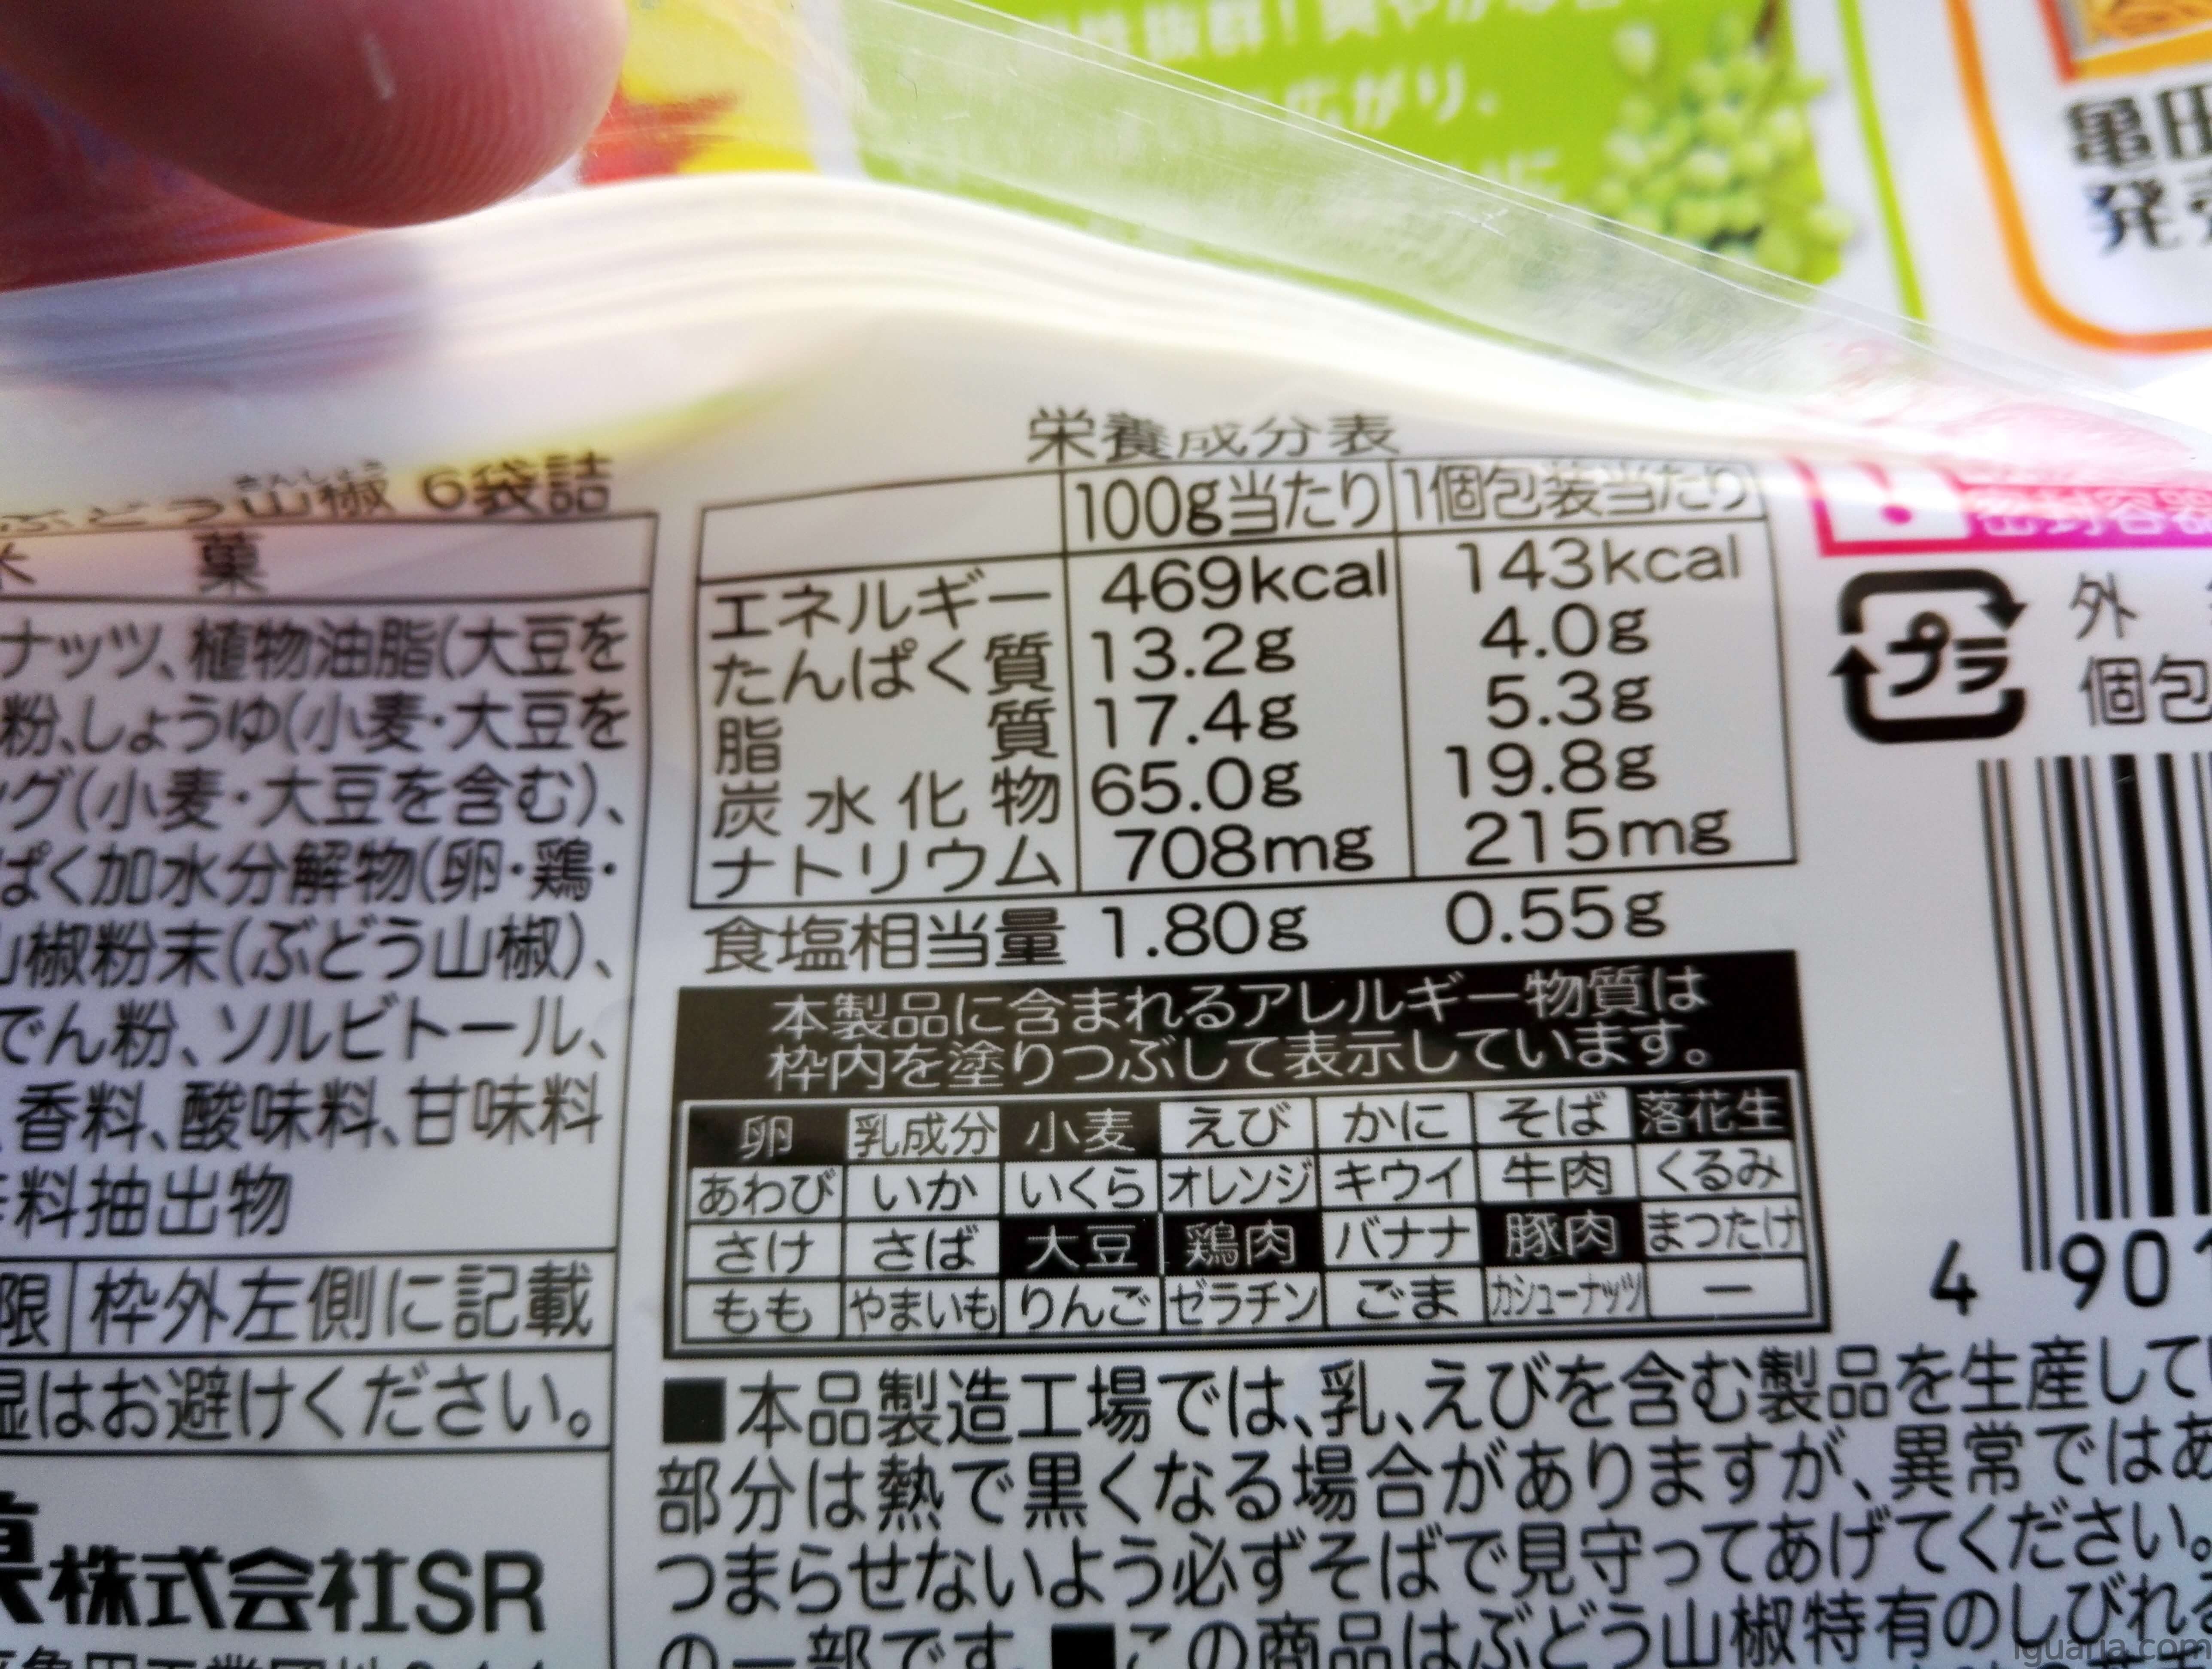 広がり、
亀田
発売
ぶどう山椒 6袋詰
米 菓
ナッツ、植物油脂(大豆を
粉、しょうゆ(小麦・大豆を
グ(小麦・大豆を含む)、
ぱく加水分解物(卵・鶏・
山椒粉末(ぶどう山椒)、
でん粉、ソルビトール、
香料、酸味料、甘味料
料抽出物
限 枠外左側に記載
湿はお避けください。
菓株式会社SR
栄養成分表
100g当たり 1個包装当たり
エネルギー 469kcal 143kcal
たんぱく質 13.2g 4.0g
脂質 17.4g 5.3g
炭水化物 65.0g 19.8g
ナトリウム 708mg 215mg
食塩相当量 1.80g 0.55g
本製品に含まれるアレルギー物質は
枠内を塗りつぶして表示しています。
卵 乳成分 小麦 えび かに そば 落花生
あわび いか いくら オレンジ キウイ 牛肉 くるみ
さけ さば 大豆 鶏肉 バナナ 豚肉 まつたけ
もも やまいも りんご ゼラチン ごま カシューナッツ ー
■本品製造工場では、乳、えびを含む製品を生産して
部分は熱で黒くなる場合がありますが、異常ではあ
つまらせないよう必ずそばで見守ってあげてください。
の一部です。■この商品はぶどう山椒特有のしびれ
!
密封容器
プラ
外
個包
4 901
iguaria.com